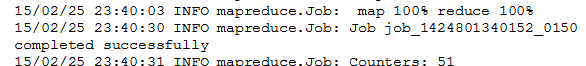 15/02/25 23:40:03 INFO mapreduce.Job:  map 100% reduce 100%
15/02/25 23:40:30 INFO mapreduce.Job: Job job_1424801340152_0150
completed successfully
15/02/25 23:40:31 INFO mapreduce.Job: Counters: 51